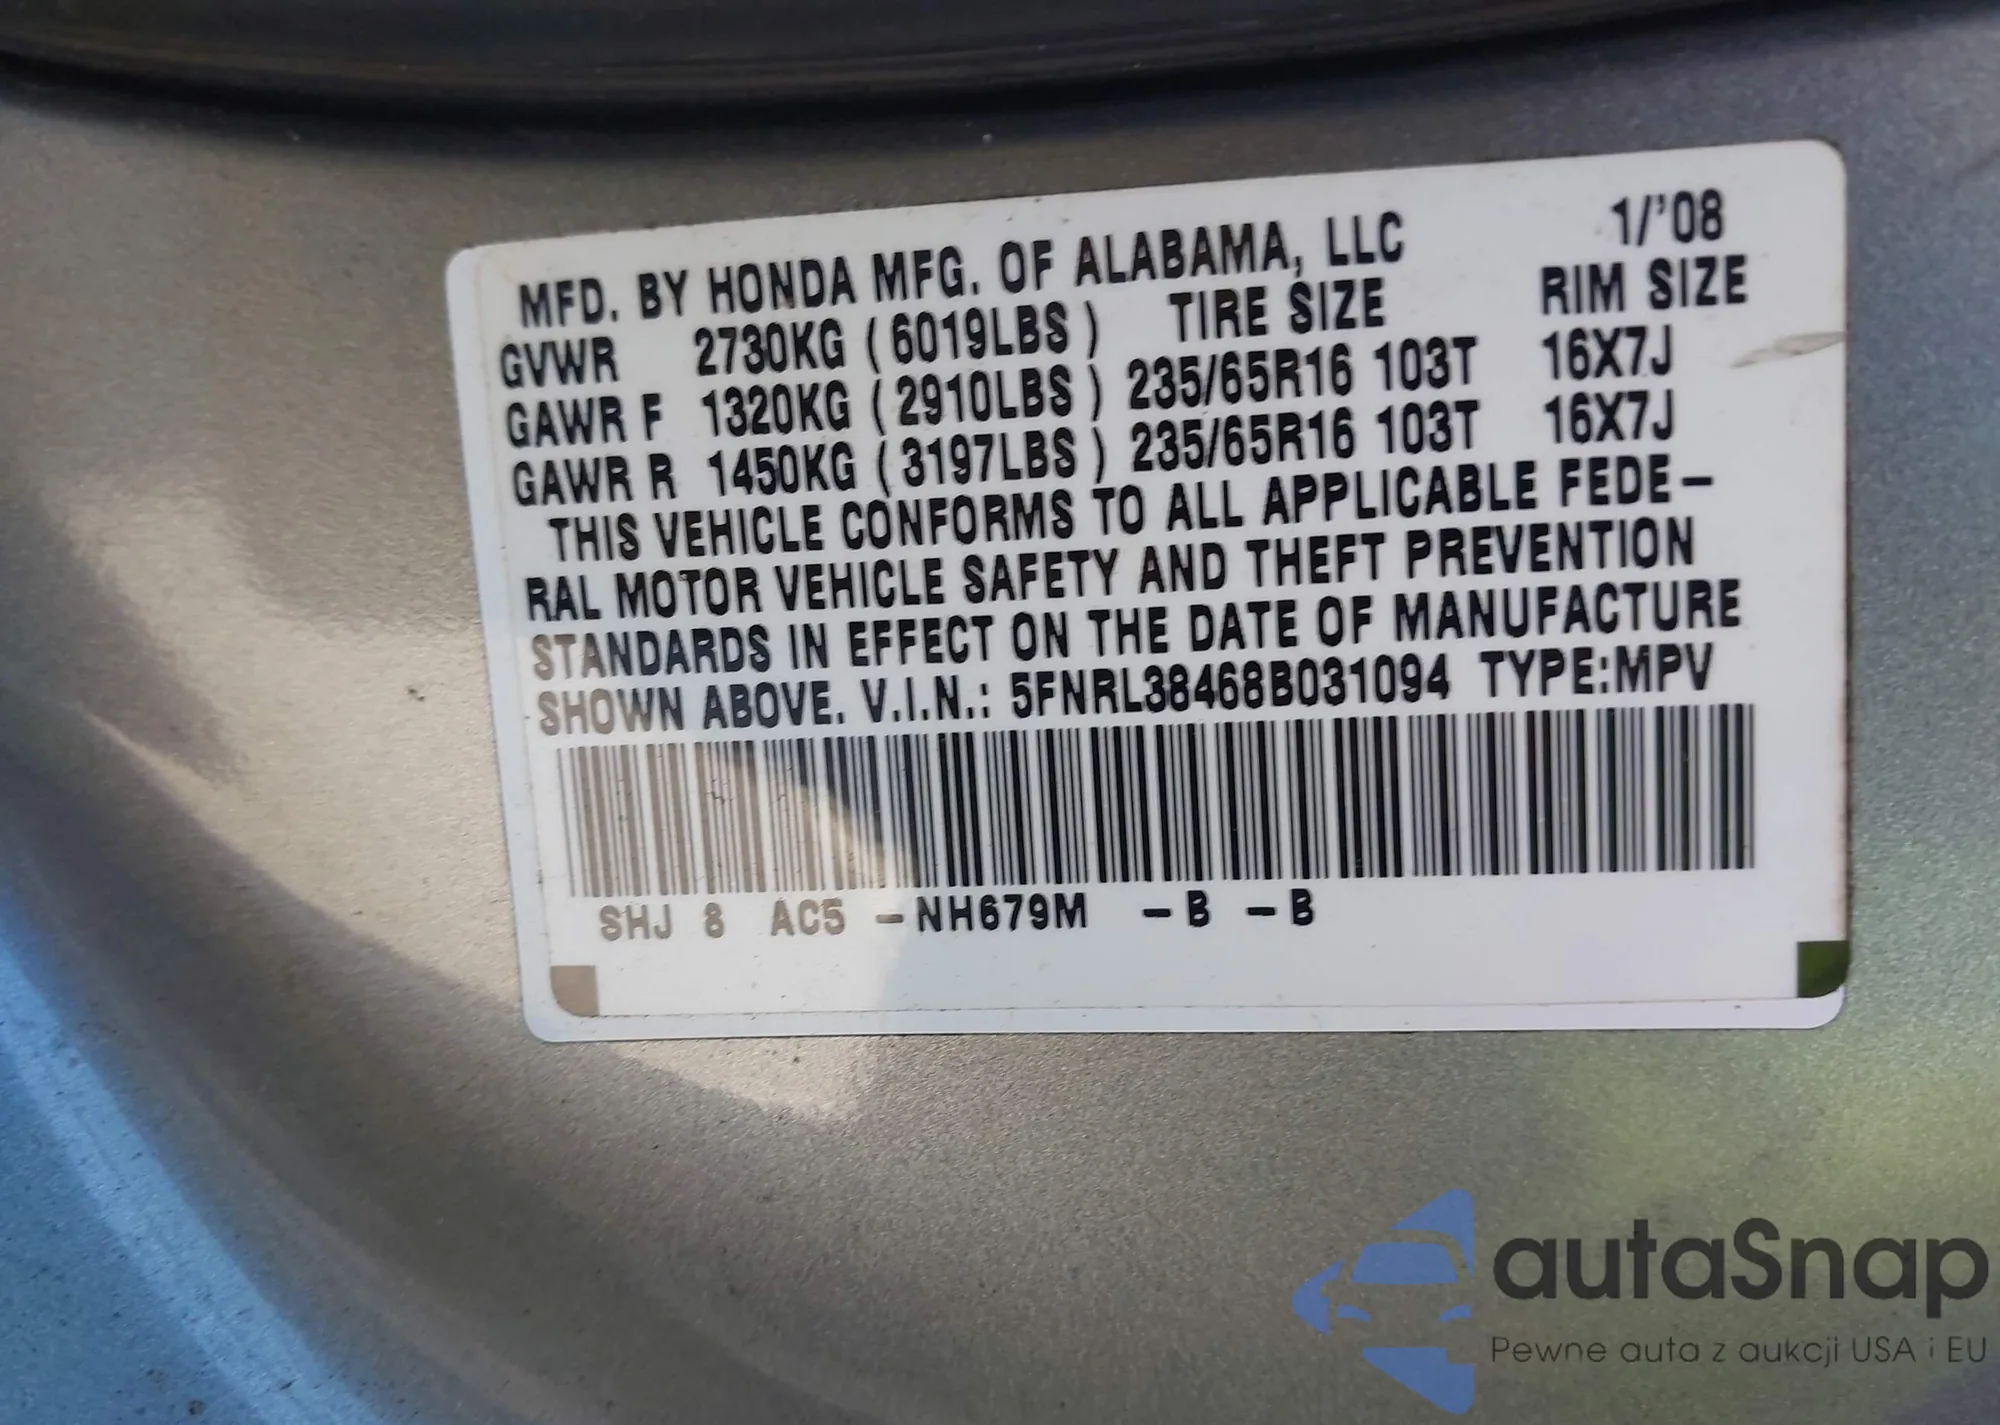 MFD. BY HONDA MFG. OF ALABAMA, LLC 1/'08
GVWR 2730KG ( 6019LBS ) TIRE SIZE RIM SIZE
GAWR F 1320KG ( 2910LBS ) 235/65R16 103T 16X7J
GAWR R 1450KG ( 3197LBS ) 235/65R16 103T 16X7J
THIS VEHICLE CONFORMS TO ALL APPLICABLE FEDE-
RAL MOTOR VEHICLE SAFETY AND THEFT PREVENTION
STANDARDS IN EFFECT ON THE DATE OF MANUFACTURE
SHOWN ABOVE. V.I.N.: 5FNRL38468B031094 TYPE:MPV
SHJ 8 AC5 -NH679M -B -B
autaSnap
Pewne auta z aukcji USA i EU